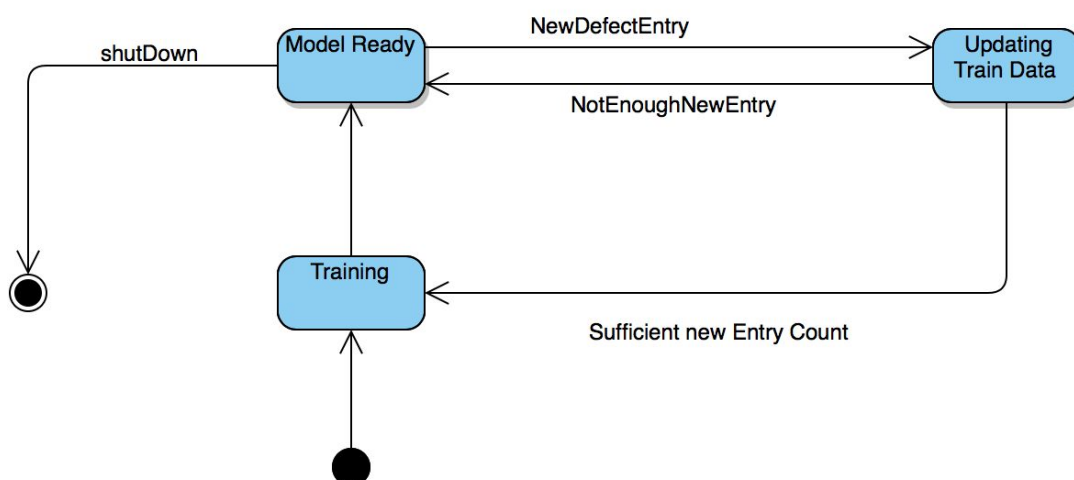 shutDown
Model Ready
NewDefectEntry
Updating
Train Data
NotEnoughNewEntry
Training
Sufficient new Entry Count